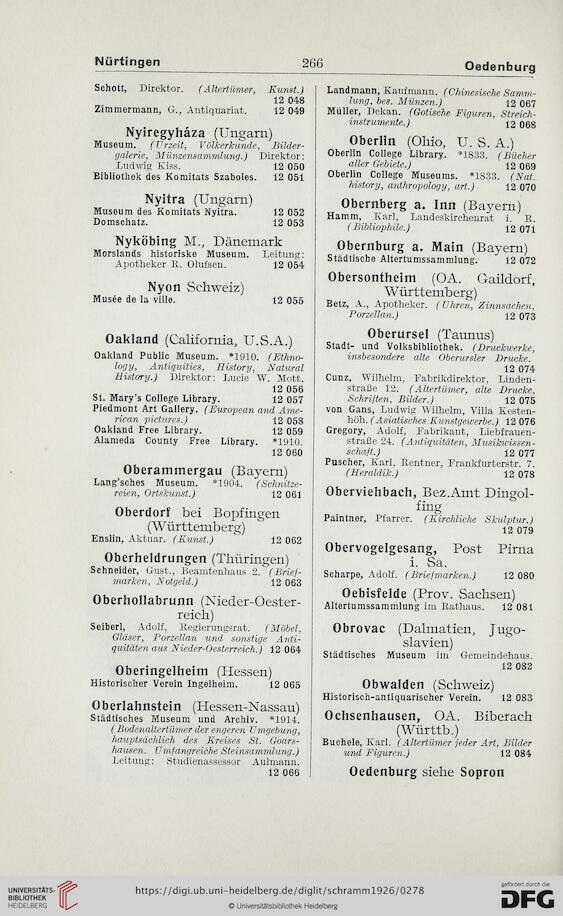 Nürtingen
266
Oedenburg
Schott, Direktor. (Altertümer, Kunst.)
12 048
Zimmermann, G., Antiquariat. 12 049
Nyiregyháza (Ungarn)
Museum. (Urzeit, Völkerkunde, Bilder-
galerie, Münzensammlung.) Direktor:
Ludwig Kiss. 12 050
Bibliothek des Komitats Szaboles. 12 051
Nyitra (Ungarn)
Museum des Komitats Nyitra. 12 052
Domschatz. 12 053
Nyköbing M., Dänemark
Morslands historiske Museum. Leitung:
Apotheker R. Olufsen. 12 054
Nyon Schweiz)
Musée de la ville. 12 055
Oakland (California, U.S.A.)
Oakland Public Museum. *1910. (Ethno-
logy, Antiquities, History, Natural
History.) Direktor: Lucie W. Mott.
12 056
St. Mary's College Library. 12 057
Piedmont Art Gallery. (European and Ame-
rican pictures.) 12 058
Oakland Free Library. 12 059
Alameda County Free Library. *1910.
12 060
Oberammergau (Bayern)
Lang'sches Museum. *1904. (Schnitze-
reien, Ortskunst.) 12 061
Oberdorf bei Bopfingen
(Württemberg)
Enslin, Aktuar. (Kunst.) 12 062
Oberheldrungen (Thüringen)
Schneider, Gust., Beamtenhaus 2. (Brief-
marken, Notgeld.) 12 063
Oberhollabrunn (Nieder-Oester-
reich)
Seiberl, Adolf, Regierungsrat. (Möbel,
Gläser, Porzellan und sonstige Anti-
quitäten aus Nieder-Oesterreich.) 12 064
Oberingelheim (Hessen)
Historischer Verein Ingelheim. 12 065
Oberlahnstein (Hessen-Nassau)
Städtisches Museum und Archiv. *1914.
(Bodenaltertümer der engeren Umgebung,
hauptsächlich des Kreises St. Goars-
hausen. Umfangreiche Steinsammlung.)
Leitung: Studienassessor Aulmann.
12 066
Landmann, Kaufmann. (Chinesische Samm-
lung, bes. Münzen.) 12 067
Müller, Dekan. (Gotische Figuren, Streich-
instrumente.) 12 068
Oberlin (Ohio, U. S. A.)
Oberlin College Library. *1833. (Bücher
aller Gebiete.) 12 069
Oberlin College Museums. *1833. (Nat.
history, anthropology, art.) 12 070
Obernberg a. Inn (Bayern)
Hamm, Karl, Landeskirchenrat i. R.
(Bibliophile.) 12 071
Obernburg a. Main (Bayern)
Städtische Altertumssammlung. 12 072
Obersontheim (OA. Gaildorf,
Württemberg)
Betz, A., Apotheker. (Uhren, Zinnsachen,
Porzellan.) 12 073
Oberursel (Taunus)
Stadt- und Volksbibliothek. (Druckwerke,
insbesondere alte Oberursler Drucke.
12 074
Cunz, Wilhelm, Fabrikdirektor, Linden-
straße 12. (Altertümer, alte Drucke,
Schriften, Bilder.) 12 075
von Gans, Ludwig Wilhelm, Villa Kesten-
höh. (Asiatisches Kunstgewerbe.) 12 076
Gregory, Adolf, Fabrikant, Liebfrauen-
straße 24. (Antiquitäten, Musikwissen-
schaft.) 12 077
Puscher, Karl, Rentner, Frankfurterstr. 7.
(Heraldik.) 12 078
Oberviehbach, Bez.Amt Dingol-
fing
Paintner, Pfarrer. (Kirchliche Skulptur.)
12 079
Obervogelgesang, Post Pirna
i. Sa.
Scharpe, Adolf. (Briefmarken.) 12 080
Oebisfelde (Prov. Sachsen)
Altertumssammlung im Rathaus. 12 081
Obrovac (Dalmatien, Jugo-
slavien)
Städtisches Museum im Gemeindehaus.
12 082
Obwalden (Schweiz)
Historisch-antiquarischer Verein. 12 083
Ochsenhausen, OA. Biberach
(Württb.)
Buchele, Karl. (Altertümer jeder Art, Bilder
und Figuren.) 12 084
Oedenburg siehe Sopron
UNIVERSITÄTS-
BIBLIOTHEK
HEIDELBERG
https://digi.ub.uni-heidelberg.de/diglit/schramm1926/0278
© Universitätsbibliothek Heidelberg
gefördert durch die
DFG